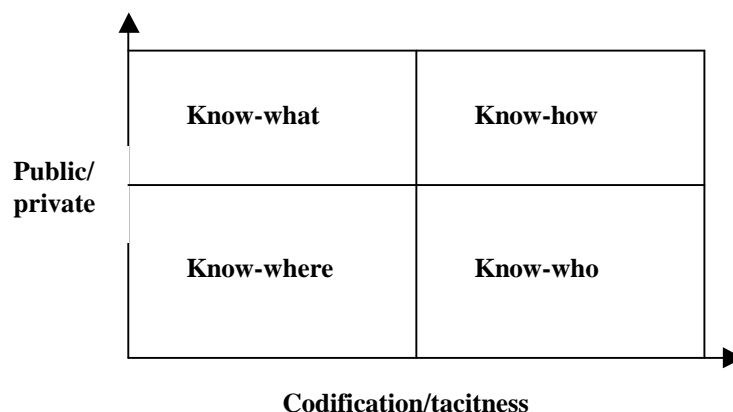 Know-what
Know-how
Public/
private
Know-where
Know-who
Codification/tacitness